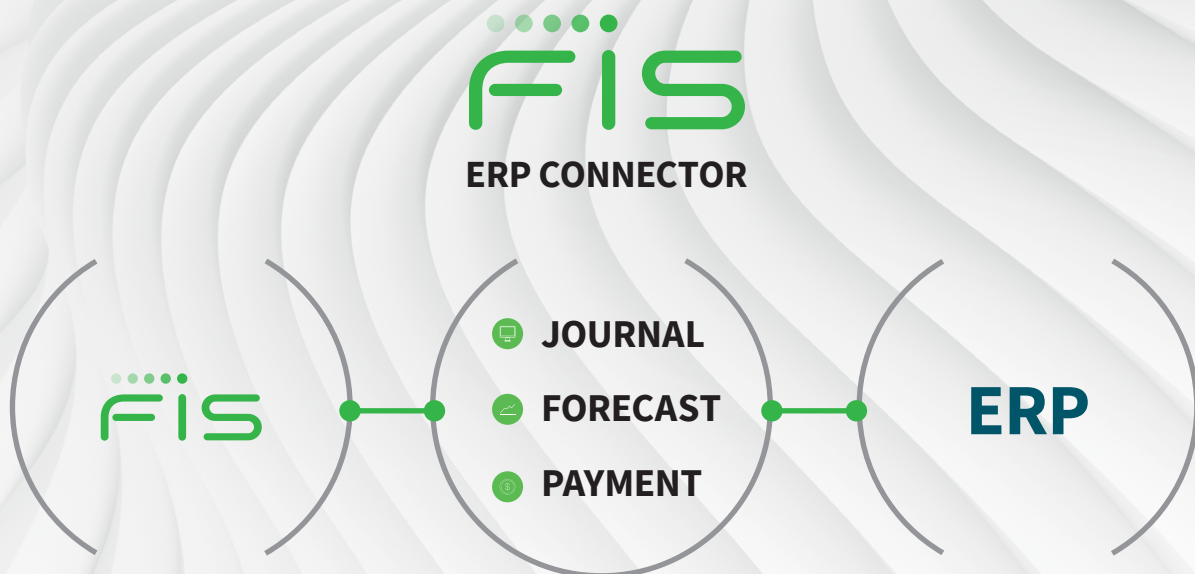 FIS
ERP CONNECTOR
FIS
JOURNAL
FORECAST
PAYMENT
ERP